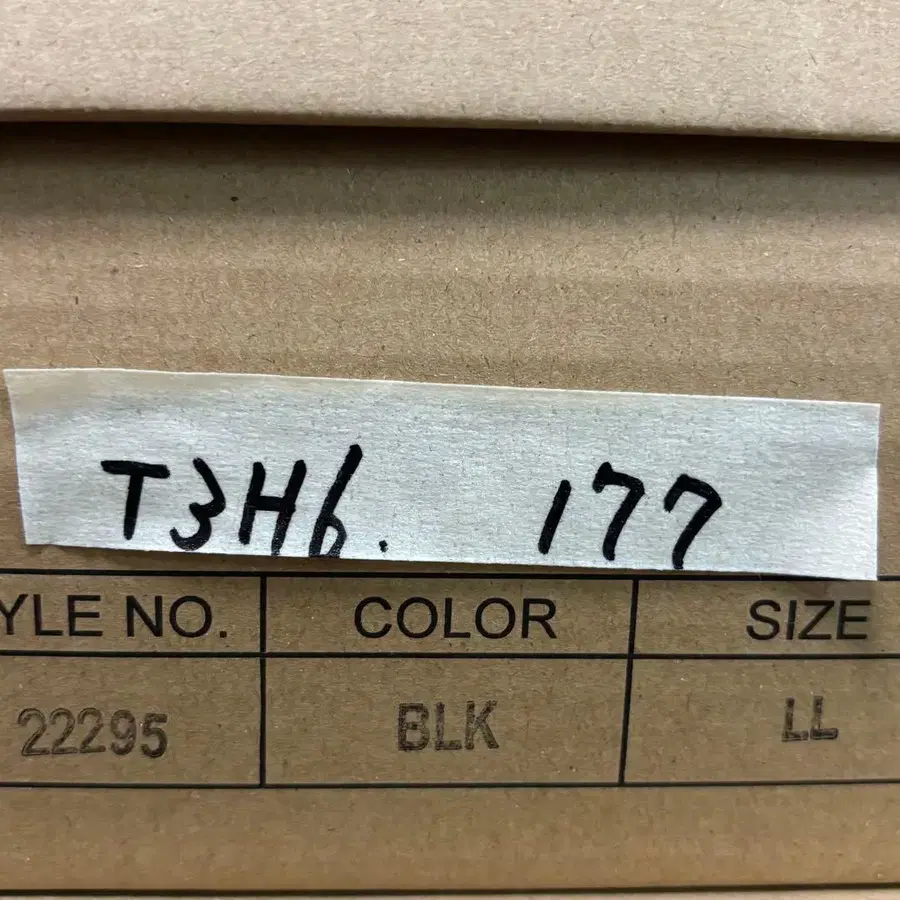 T3H6. 177
YLE NO. COLOR SIZE
22295 BLK LL